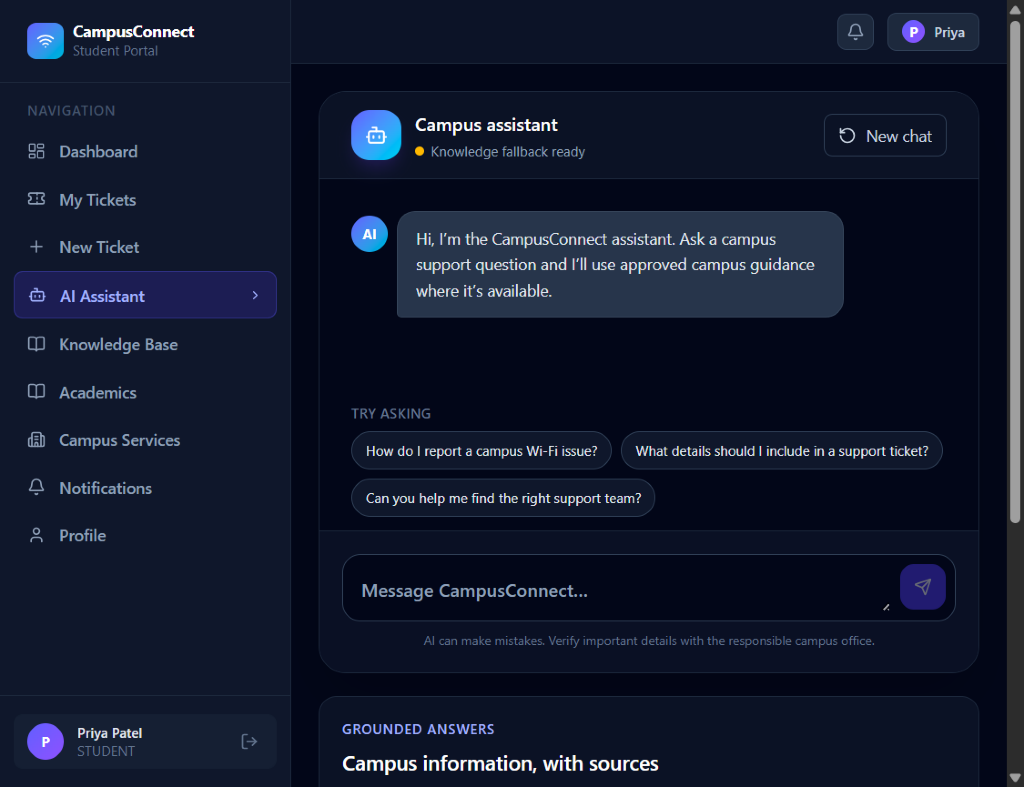 CampusConnect
Student Portal
P
Priya
NAVIGATION
Dashboard
My Tickets
New Ticket
AI Assistant
Knowledge Base
Academics
Campus Services
Notifications
Profile
P
Priya Patel
STUDENT
Campus assistant
Knowledge fallback ready
New chat
AI
Hi, I’m the CampusConnect assistant. Ask a campus
support question and I’ll use approved campus guidance
where it’s available.
TRY ASKING
How do I report a campus Wi-Fi issue?
What details should I include in a support ticket?
Can you help me find the right support team?
Message CampusConnect...
AI can make mistakes. Verify important details with the responsible campus office.
GROUNDED ANSWERS
Campus information, with sources